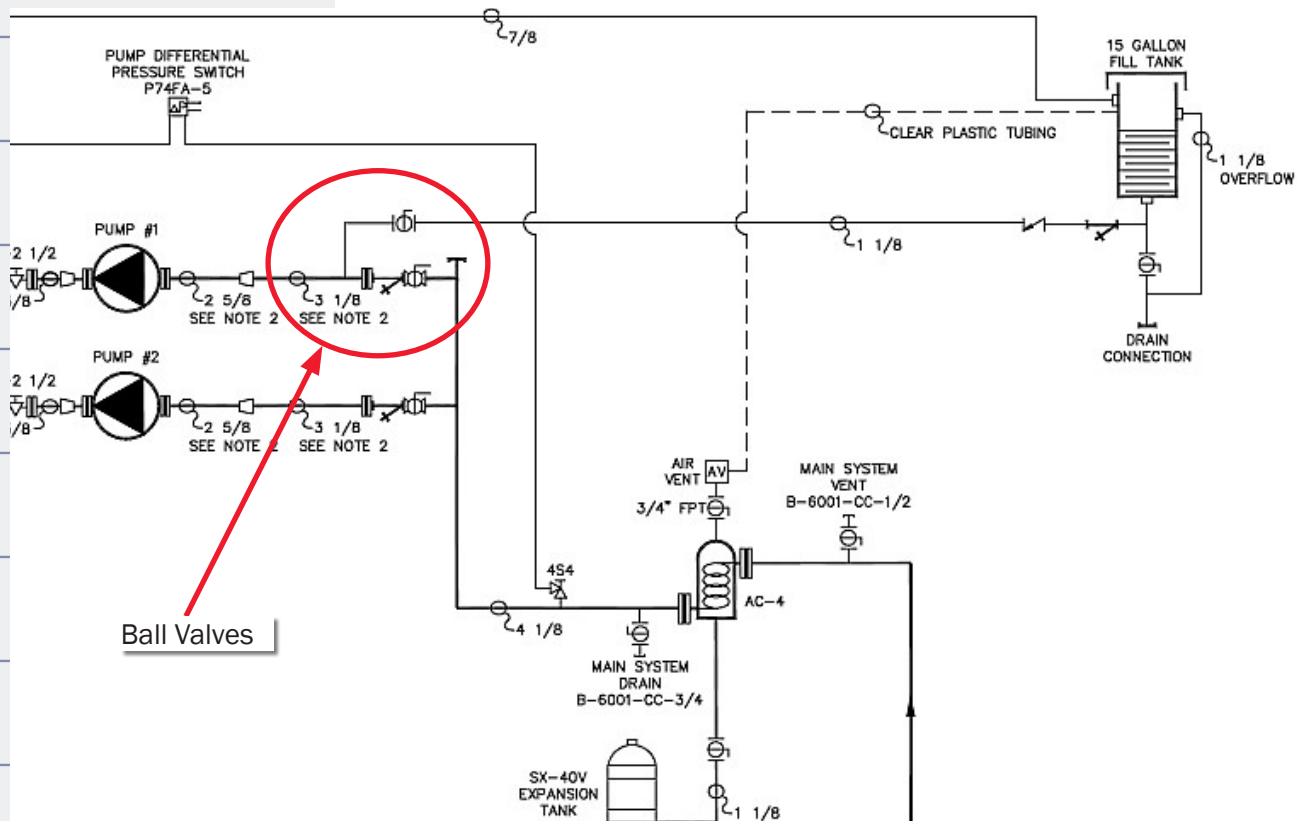 7/8
15 GALLON
FILL TANK
PUMP DIFFERENTIAL
PRESSURE SWITCH
P74FA-5
CLEAR PLASTIC TUBING
1 1/8
OVERFLOW
PUMP #1
1 1/8
2 1/2
/8
2 5/8
SEE NOTE 2
3 1/8
SEE NOTE 2
DRAIN
CONNECTION
PUMP #2
2 1/2
/8
2 5/8
SEE NOTE 2
3 1/8
SEE NOTE 2
AIR
VENT
AV
3/4" FPT
MAIN SYSTEM
VENT
B-6001-CC-1/2
4S4
AC-4
4 1/8
Ball Valves
MAIN SYSTEM
DRAIN
B-6001-CC-3/4
SX-40V
EXPANSION
TANK
1 1/8